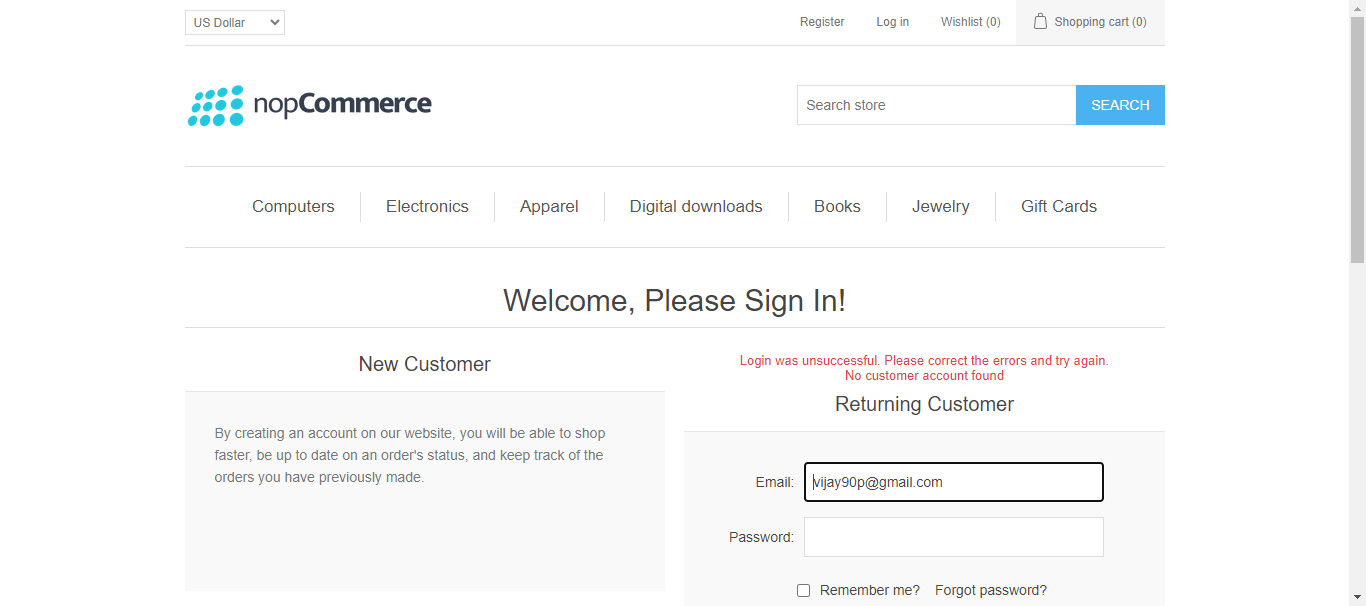 US Dollar
Register
Log in
Wishlist (0)
Shopping cart (0)
nopCommerce
Search store
SEARCH
Computers
Electronics
Apparel
Digital downloads
Books
Jewelry
Gift Cards
Welcome, Please Sign In!
New Customer
By creating an account on our website, you will be able to shop
faster, be up to date on an order's status, and keep track of the
orders you have previously made.
Login was unsuccessful. Please correct the errors and try again.
No customer account found
Returning Customer
Email:
vijay90p@gmail.com
Password:
Remember me?
Forgot password?